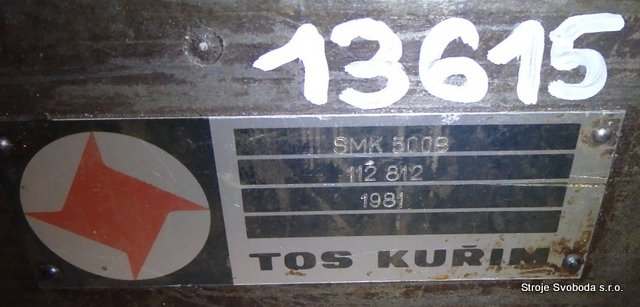 13615
SMK 500B
112 812
1981
TOS KUŘIM
Stroje Svoboda s.r.o.